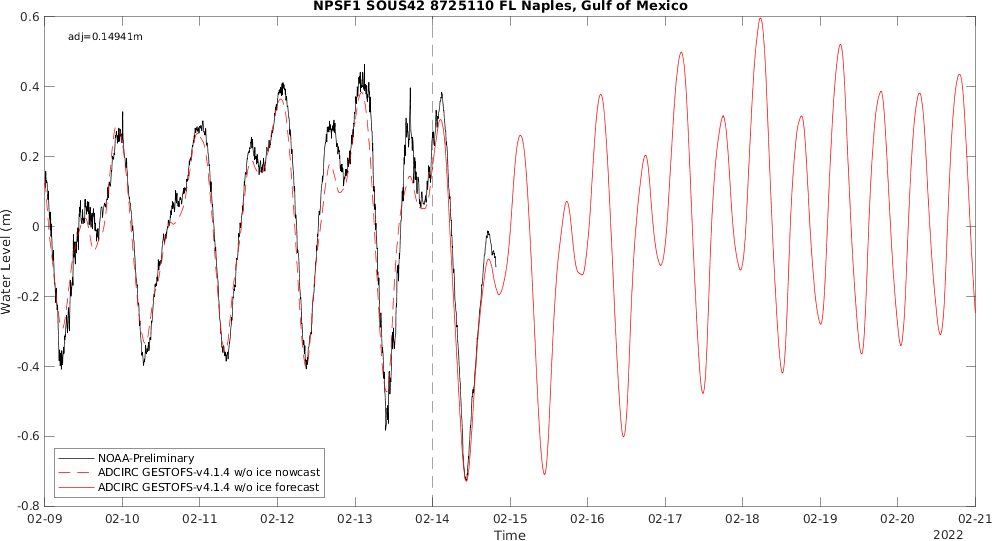 NPSF1 SOUS42 8725110 FL Naples, Gulf of Mexico
adj=0.14941m
0.6
0.4
0.2
0
-0.2
-0.4
-0.6
-0.8
Water Level (m)
NOAA-Preliminary
ADCIRC GESTOFS-v4.1.4 w/o ice nowcast
ADCIRC GESTOFS-v4.1.4 w/o ice forecast
02-09 02-10 02-11 02-12 02-13 02-14 02-15 02-16 02-17 02-18 02-19 02-20 02-21
Time
2022